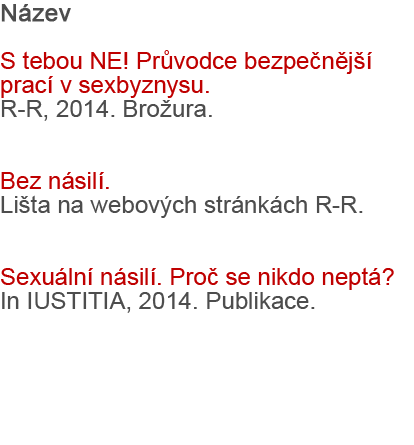 Název
S tebou NE! Průvodce bezpečnější
prací v sexbyznysu.
R-R, 2014. Brožura.
Bez násilí.
Lišta na webových stránkách R-R.
Sexuální násilí. Proč se nikdo neptá?
In IUSTITIA, 2014. Publikace.